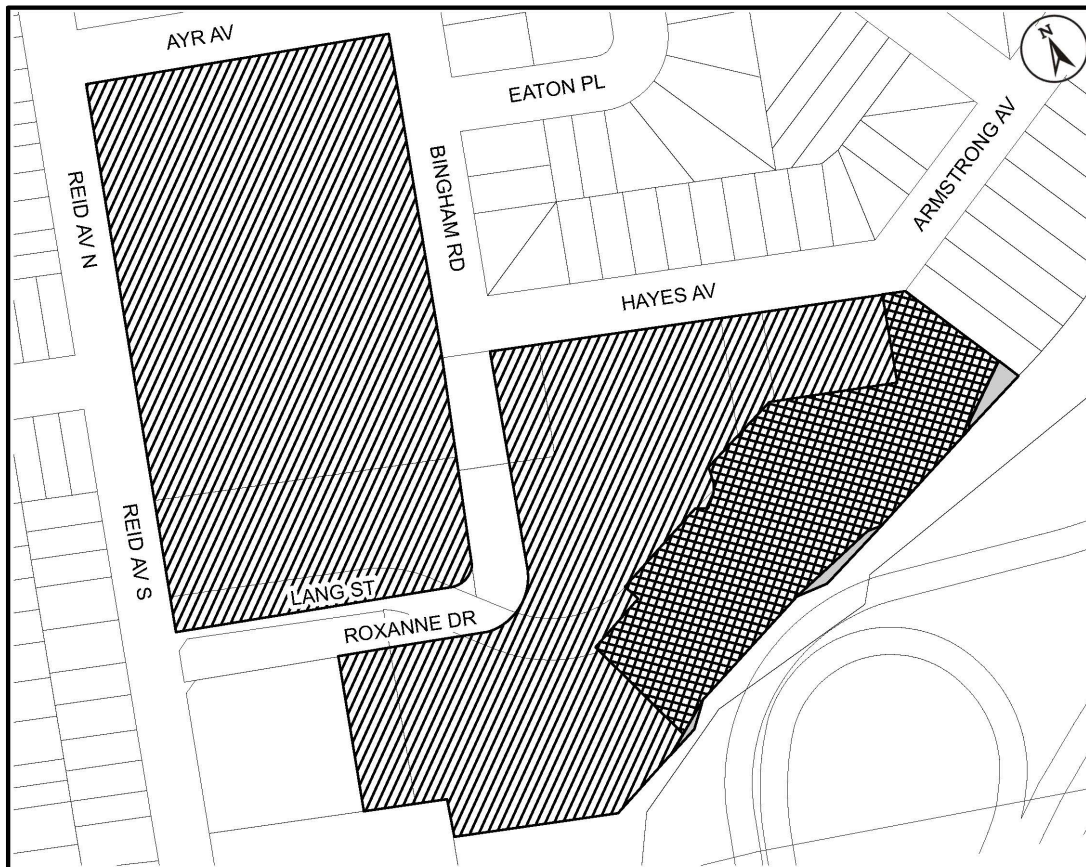 AYR AV
N
EATON PL
ARMSTRONG AV
REID AV N
BINGHAM RD
HAYES AV
REID AV S
LANG ST
ROXANNE DR